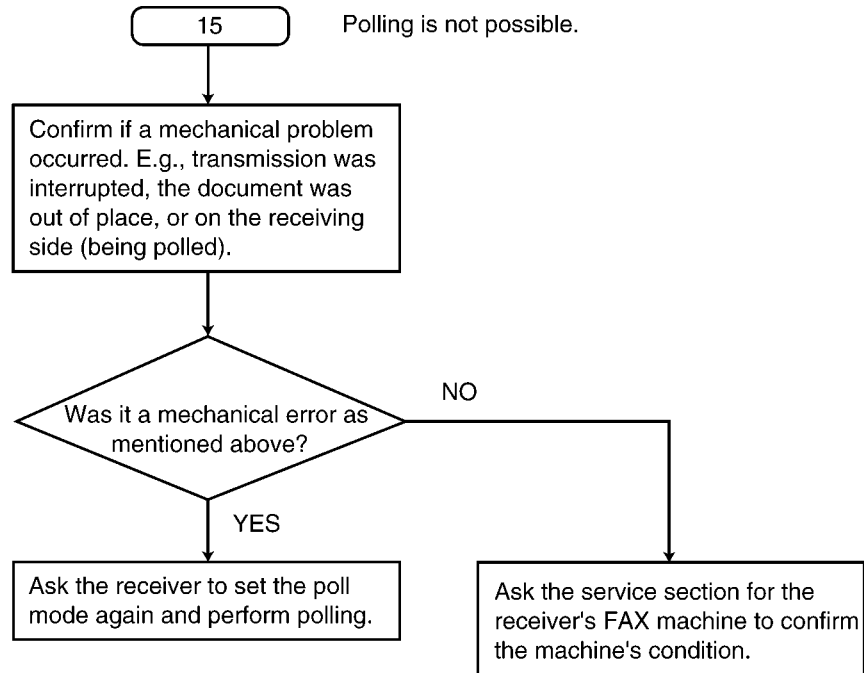 15
Polling is not possible.
Confirm if a mechanical problem
occurred. E.g., transmission was
interrupted, the document was
out of place, or on the receiving
side (being polled).
Was it a mechanical error as
mentioned above?
NO
YES
Ask the receiver to set the poll
mode again and perform polling.
Ask the service section for the
receiver's FAX machine to confirm
the machine's condition.